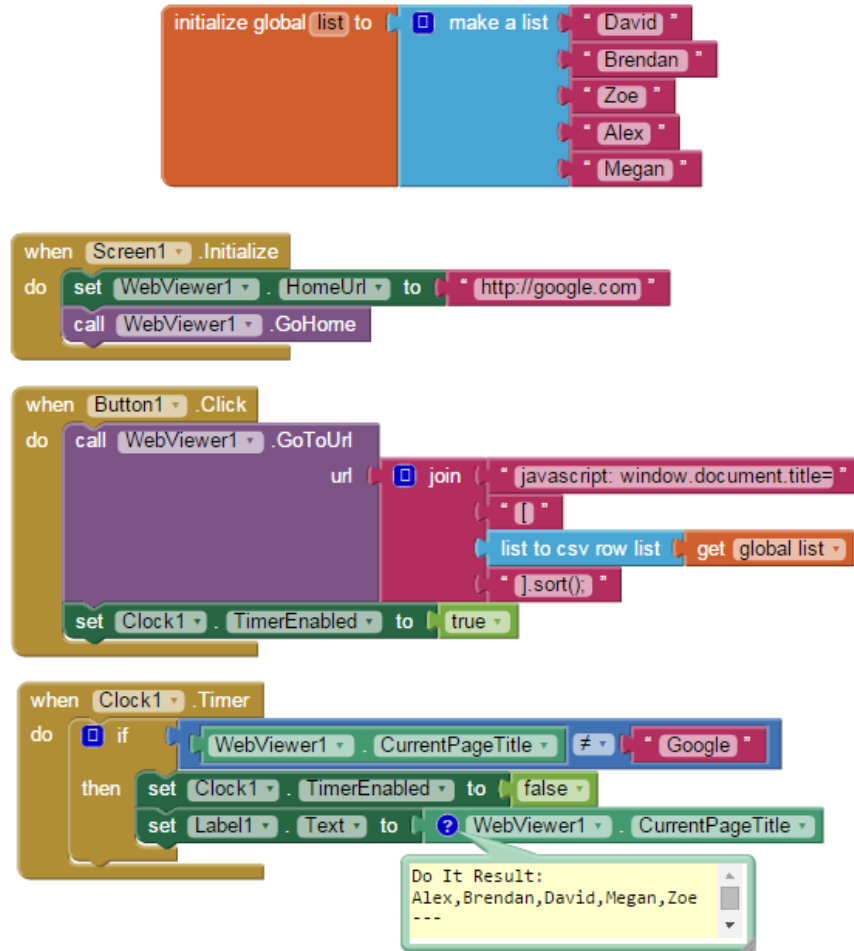 initialize global list to make a list " David "
" Brendan "
" Zoe "
" Alex "
" Megan "
when Screen1 .Initialize
do set WebViewer1 . HomeUrl to " http://google.com "
call WebViewer1 .GoHome
when Button1 .Click
do call WebViewer1 .GoToUrl
url join " javascript: window.document.title= "
" [ "
list to csv row list get global list
" ].sort(); "
set Clock1 . TimerEnabled to true
when Clock1 .Timer
do if WebViewer1 . CurrentPageTitle ≠ " Google "
then set Clock1 . TimerEnabled to false
set Label1 . Text to ? WebViewer1 . CurrentPageTitle
Do It Result:
Alex,Brendan,David,Megan,Zoe
---